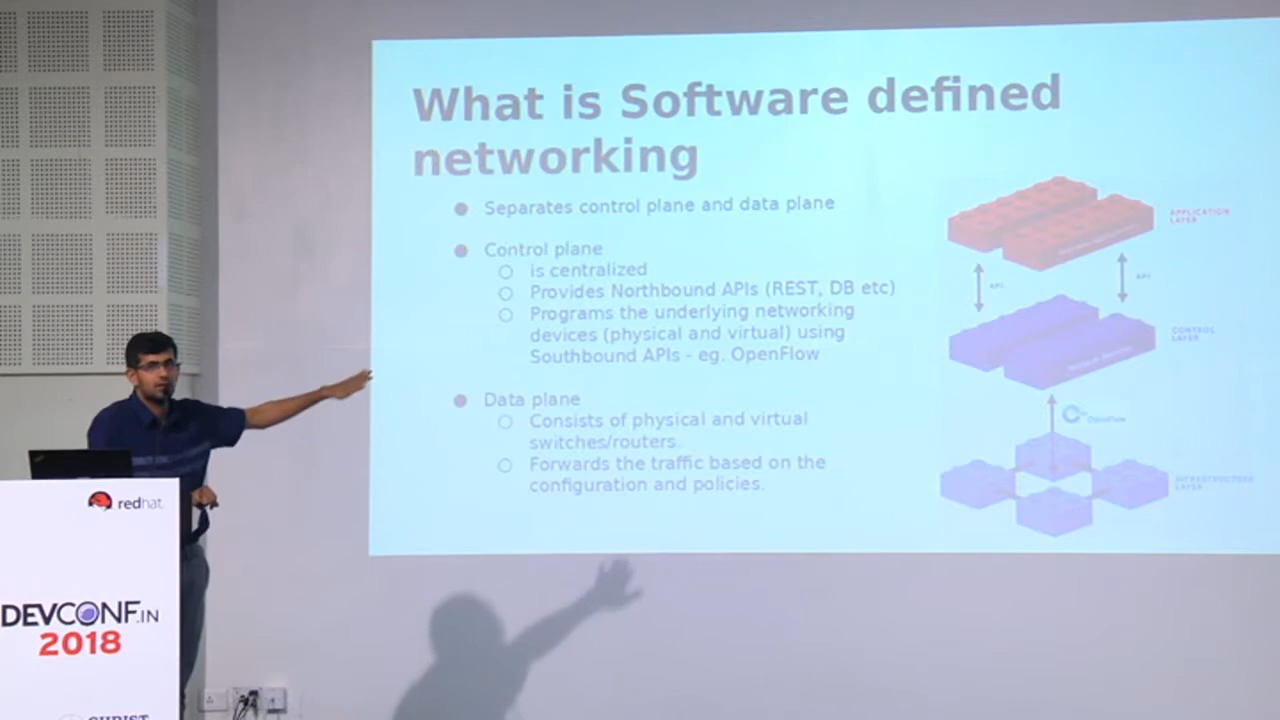 What is Software defined
networking
● Separates control plane and data plane
● Control plane
○ is centralized
○ Provides Northbound APIs (REST, DB etc)
○ Programs the underlying networking
devices (physical and virtual) using
Southbound APIs - eg. OpenFlow
● Data plane
○ Consists of physical and virtual
switches/routers.
○ Forwards the traffic based on the
configuration and policies.
APPLICATION
LAYER
API
API
CONTROL
LAYER
OpenFlow
INFRASTRUCTURE
LAYER
redhat.
DEVCONF.IN
2018
CHRIST